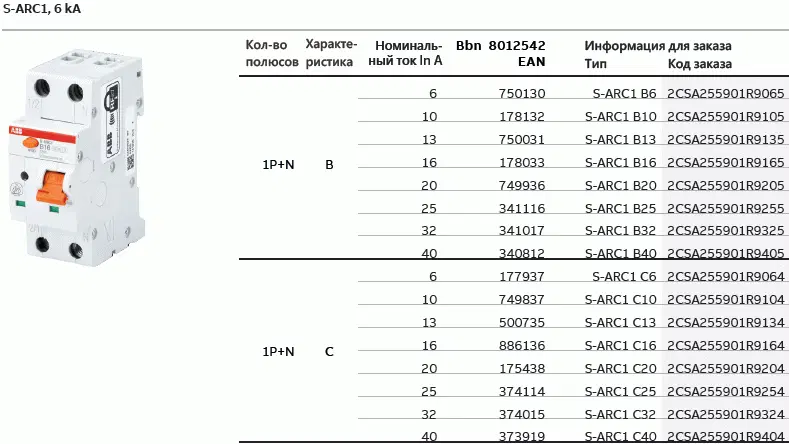 S-ARC1, 6 kA
Кол-во полюсов Характе-ристика Номиналь-ный ток In A Bbn 8012542 EAN Информация для заказа
Тип Код заказа
ABB
B16
ABB
6 750130 S-ARC1 B6 2CSA255901R9065
10 178132 S-ARC1 B10 2CSA255901R9105
13 750031 S-ARC1 B13 2CSA255901R9135
1P+N B 16 178033 S-ARC1 B16 2CSA255901R9165
20 749936 S-ARC1 B20 2CSA255901R9205
25 341116 S-ARC1 B25 2CSA255901R9255
32 341017 S-ARC1 B32 2CSA255901R9325
40 340812 S-ARC1 B40 2CSA255901R9405
6 177937 S-ARC1 C6 2CSA255901R9064
10 749837 S-ARC1 C10 2CSA255901R9104
13 500735 S-ARC1 C13 2CSA255901R9134
1P+N C 16 886136 S-ARC1 C16 2CSA255901R9164
20 175438 S-ARC1 C20 2CSA255901R9204
25 374114 S-ARC1 C25 2CSA255901R9254
32 374015 S-ARC1 C32 2CSA255901R9324
40 373919 S-ARC1 C40 2CSA255901R9404